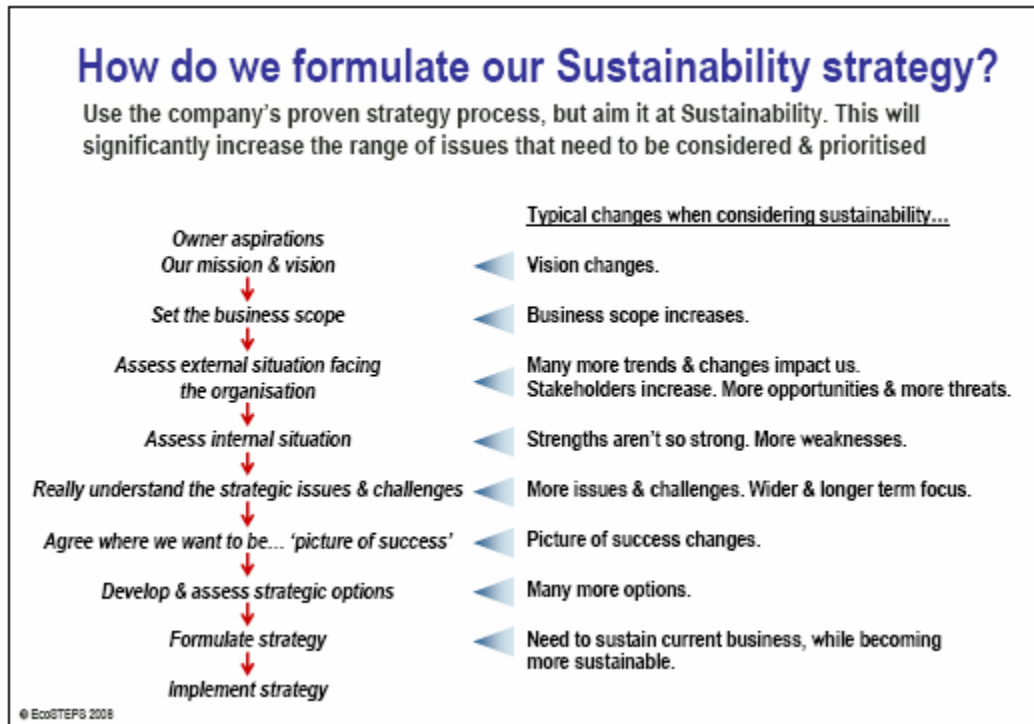 How do we formulate our Sustainability strategy?
Use the company's proven strategy process, but aim it at Sustainability. This will
significantly increase the range of issues that need to be considered & prioritised
Typical changes when considering sustainability...
Owner aspirations
Our mission & vision
Vision changes.
Set the business scope
Business scope increases.
Assess external situation facing
the organisation
Many more trends & changes impact us.
Stakeholders increase. More opportunities & more threats.
Assess internal situation
Strengths aren't so strong. More weaknesses.
Really understand the strategic issues & challenges
More issues & challenges. Wider & longer term focus.
Agree where we want to be... 'picture of success'
Picture of success changes.
Develop & assess strategic options
Many more options.
Formulate strategy
Need to sustain current business, while becoming
more sustainable.
Implement strategy
© EcoSTEPS 2008